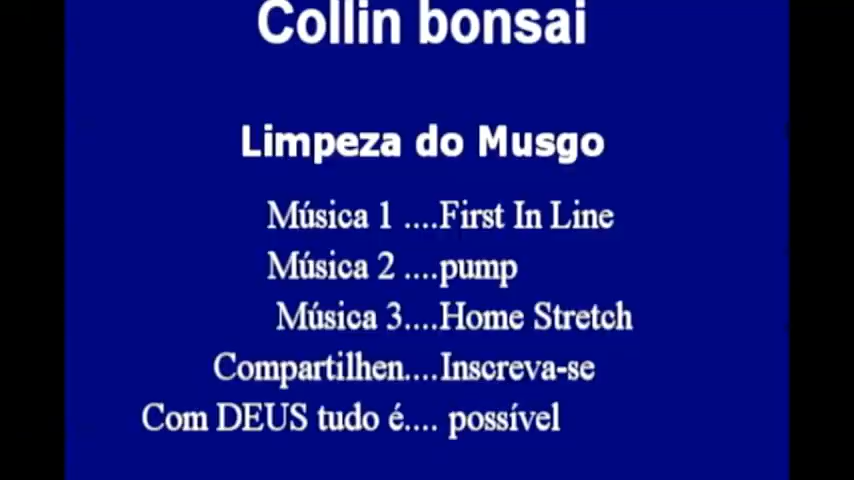 Collin bonsai
Limpeza do Musgo
Música 1 ....First In Line
Música 2 ....pump
Música 3....Home Stretch
Compartilhen....Inscreva-se
Com DEUS tudo é.... possível